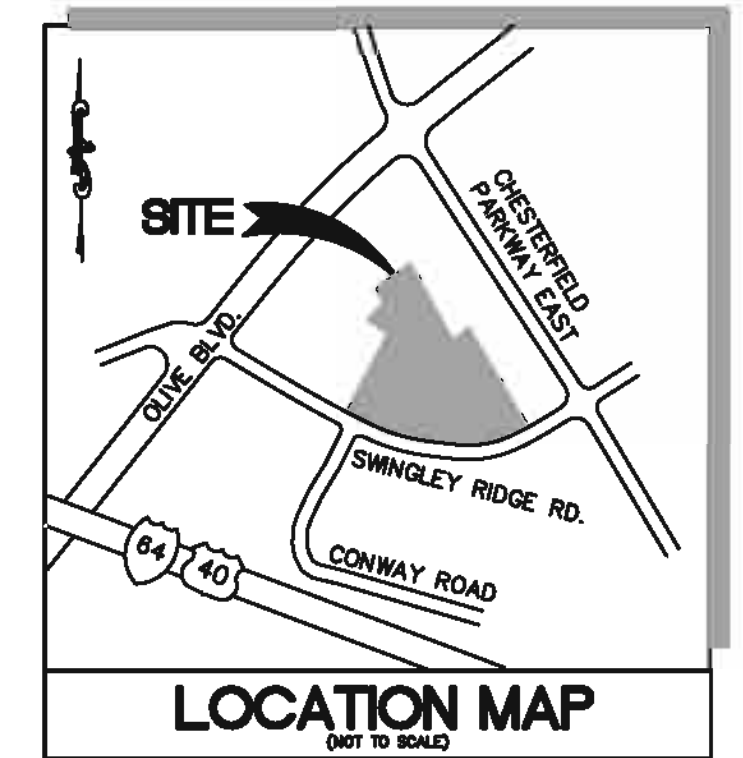 SITE
CHESTERFIELD
PARKWAY EAST
OLIVE BLVD.
SWINGLEY RIDGE RD.
64
40
CONWAY ROAD
LOCATION MAP
(NOT TO SCALE)